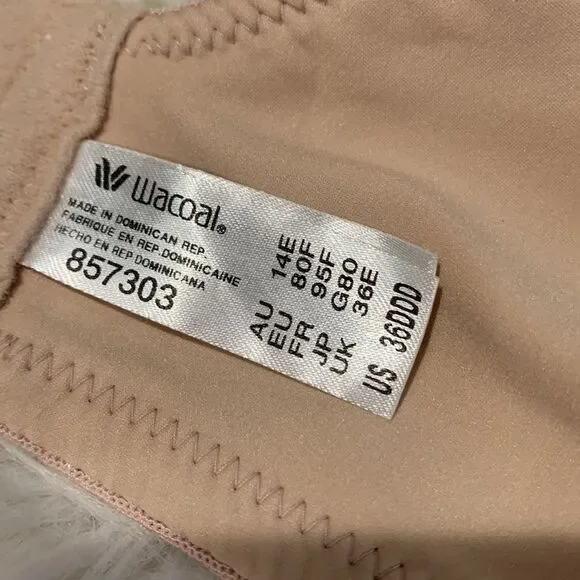 Wacoal®
MADE IN DOMINICAN REP.
FABRIQUE EN REP.DOMINICAINE
HECHO EN REP.DOMINICANA
857303
AU 14E
EU 80F
FR 95F
JP G80
UK 36E
US 36DDD